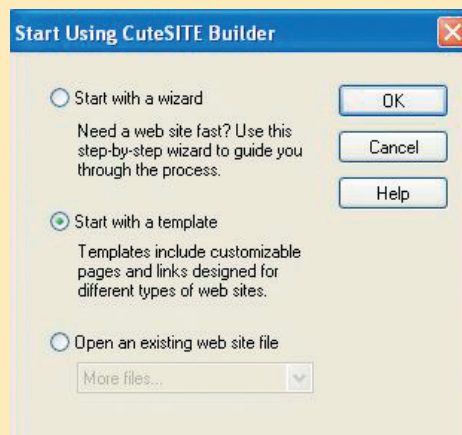 Start Using CuteSITE Builder
Start with a wizard
Need a web site fast? Use this
step-by-step wizard to guide you
through the process.
Start with a template
Templates include customizable
pages and links designed for
different types of web sites.
Open an existing web site file
More files...
OK
Cancel
Help